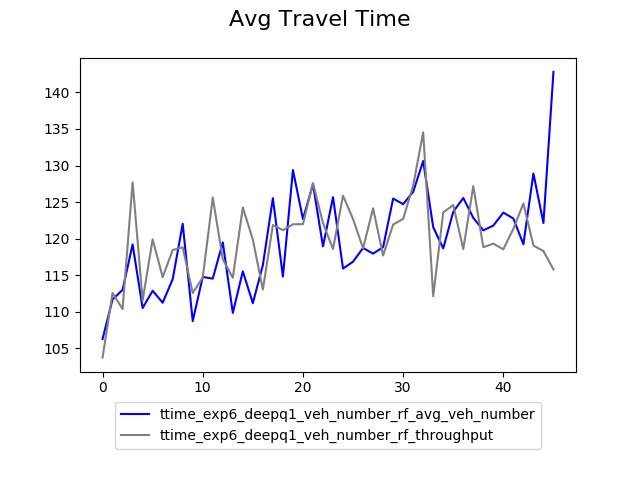 Avg Travel Time
140
135
130
125
120
115
110
105
0 10 20 30 40
ttime_exp6_deepq1_veh_number_rf_avg_veh_number
ttime_exp6_deepq1_veh_number_rf_throughput